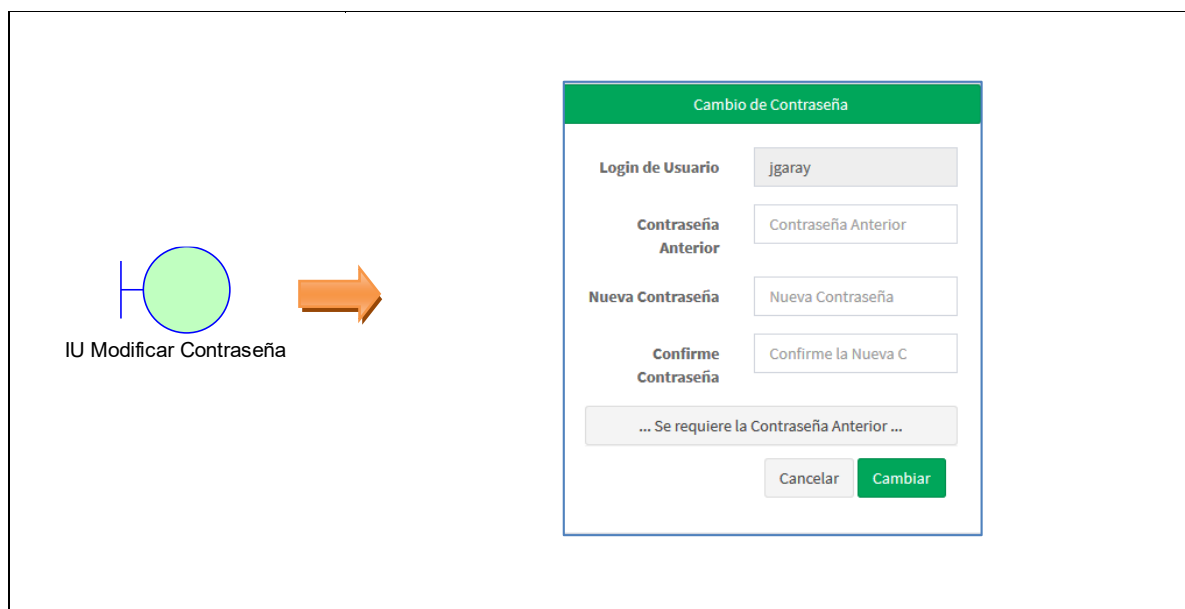 Cambio de Contraseña
Login de Usuario
jgaray
Contraseña
Anterior
Contraseña Anterior
Nueva Contraseña
Nueva Contraseña
Confirme
Contraseña
Confirme la Nueva C
... Se requiere la Contraseña Anterior ...
Cancelar
Cambiar
IU Modificar Contraseña